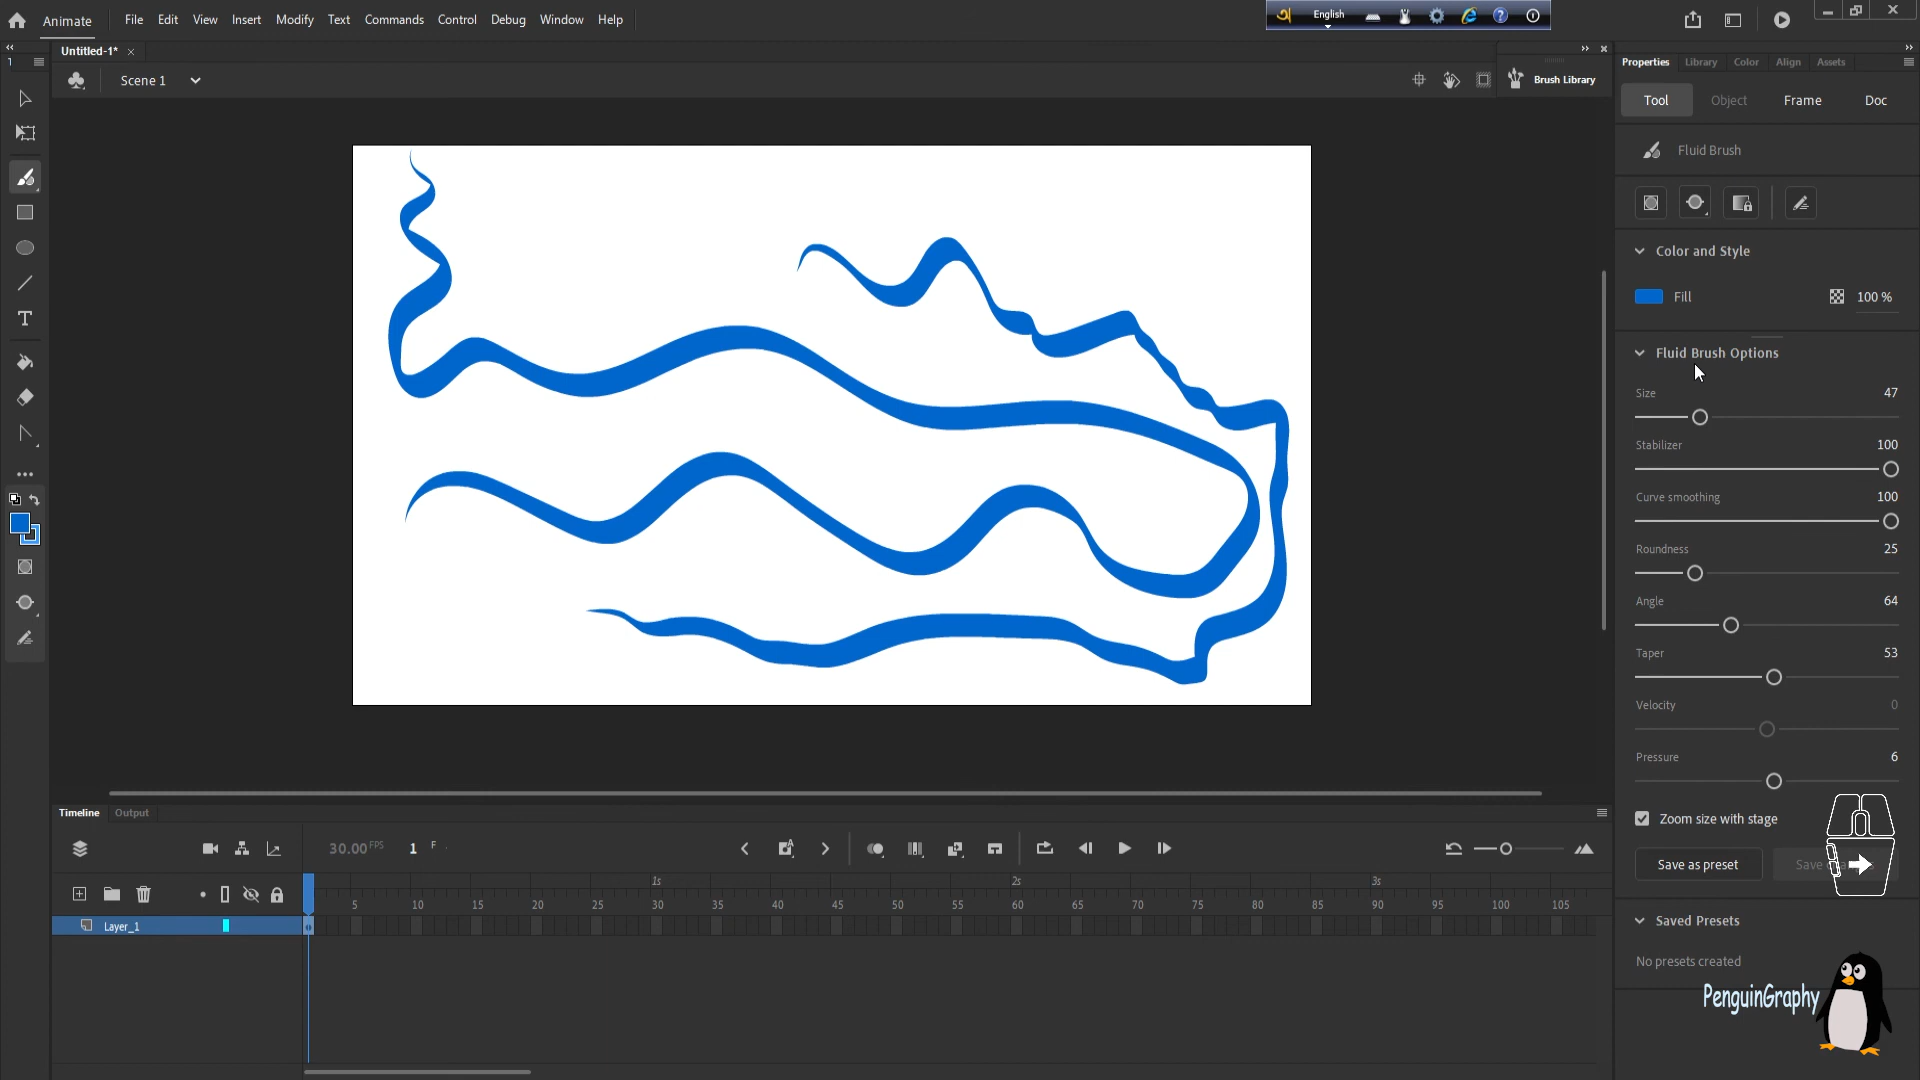 Animate File Edit View Insert Modify Text Commands Control Debug Window Help
English
Untitled-1*
Scene 1
Brush Library
Properties Library Color Align Assets
Tool Object Frame Doc
Fluid Brush
Color and Style
Fill 100 %
Fluid Brush Options
Size 47
Stabilizer 100
Curve smoothing 100
Roundness 25
Angle 64
Taper 53
Velocity 0
Pressure 6
Zoom size with stage
Save as preset
Saved Presets
No presets created
PenguinGraphy
Timeline Output
30.00 FPS 1 F
1s 2s 3s
5 10 15 20 25 30 35 40 45 50 55 60 65 70 75 80 85 90 95 100 105
Layer_1